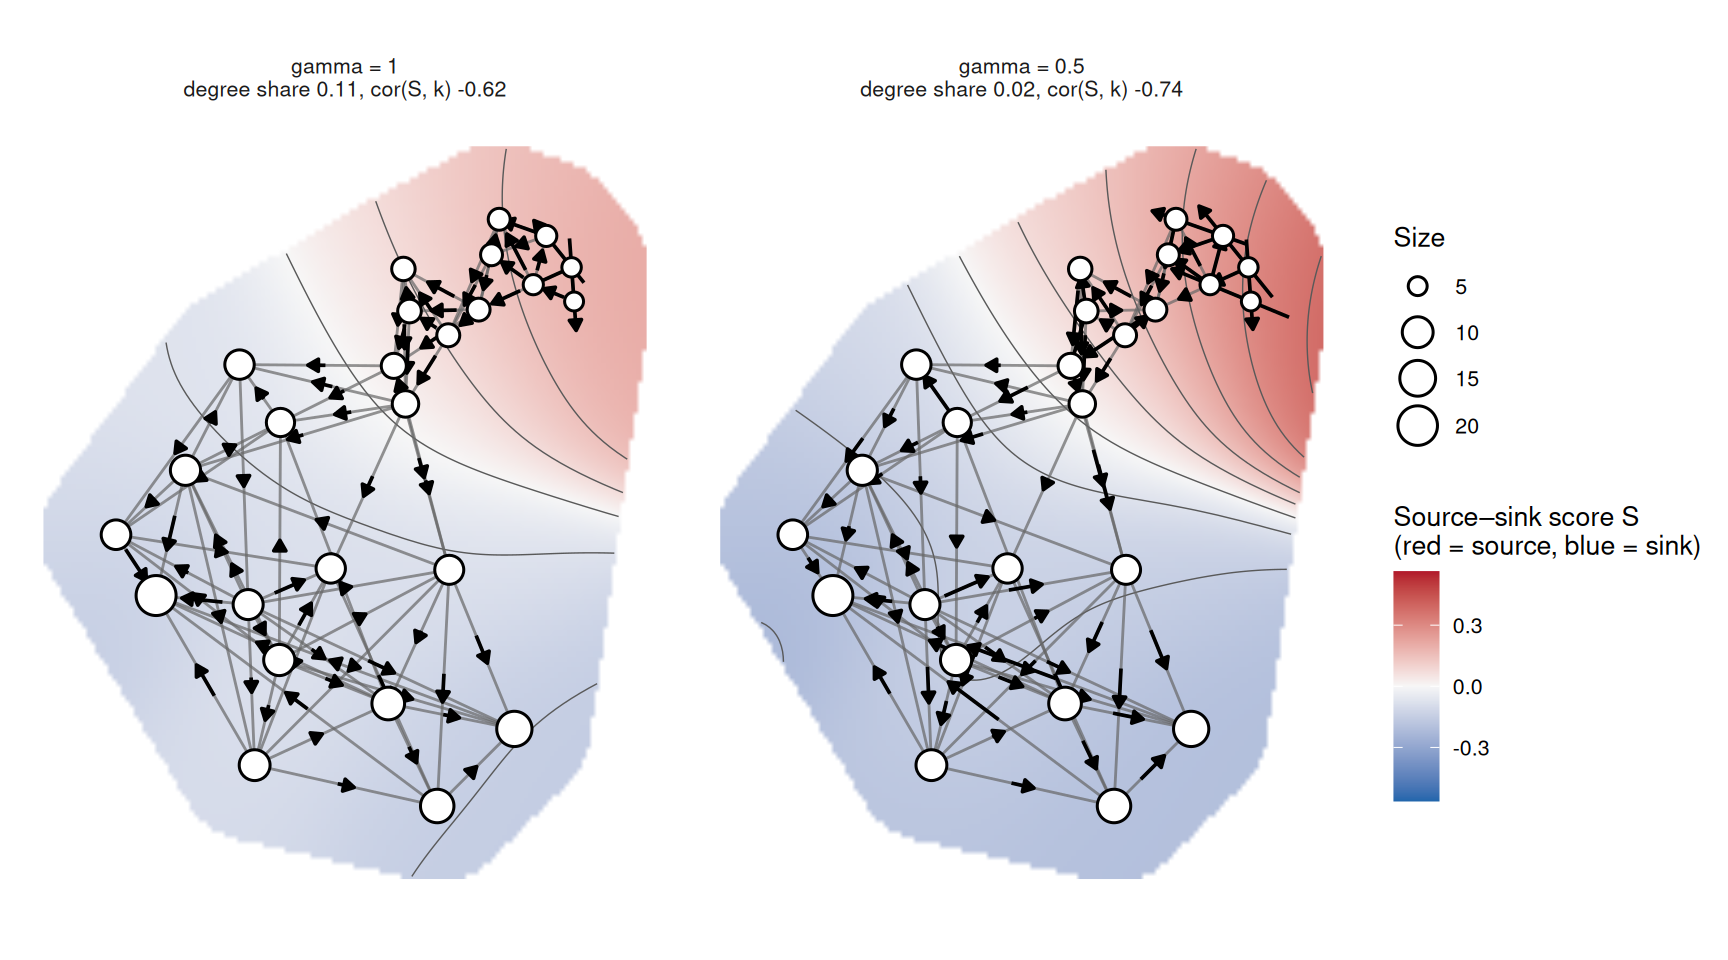 gamma = 1
degree share 0.11, cor(S, k) -0.62
gamma = 0.5
degree share 0.02, cor(S, k) -0.74
Size
5
10
15
20
Source−sink score S
(red = source, blue = sink)
0.3
0.0
-0.3